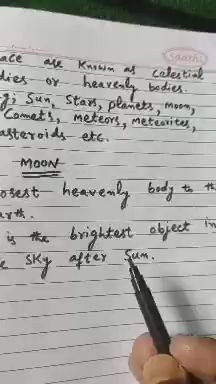 Saathi
ace are known as celestial
dies or heavenly bodies.
g; Sun, Stars, planets, moon,
Comets, meteors, meteorites,
asteroids etc.
MOON
osest heavenly body to th
arth.
is the brightest object in
e sky after Sun.